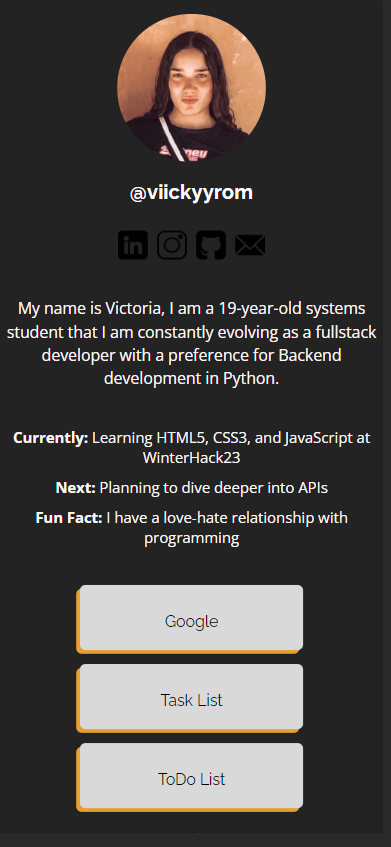 @viickyyrom
in
My name is Victoria, I am a 19-year-old systems
student that I am constantly evolving as a fullstack
developer with a preference for Backend
development in Python.
Currently: Learning HTML5, CSS3, and JavaScript at
WinterHack23
Next: Planning to dive deeper into APIs
Fun Fact: I have a love-hate relationship with
programming
Google
Task List
ToDo List